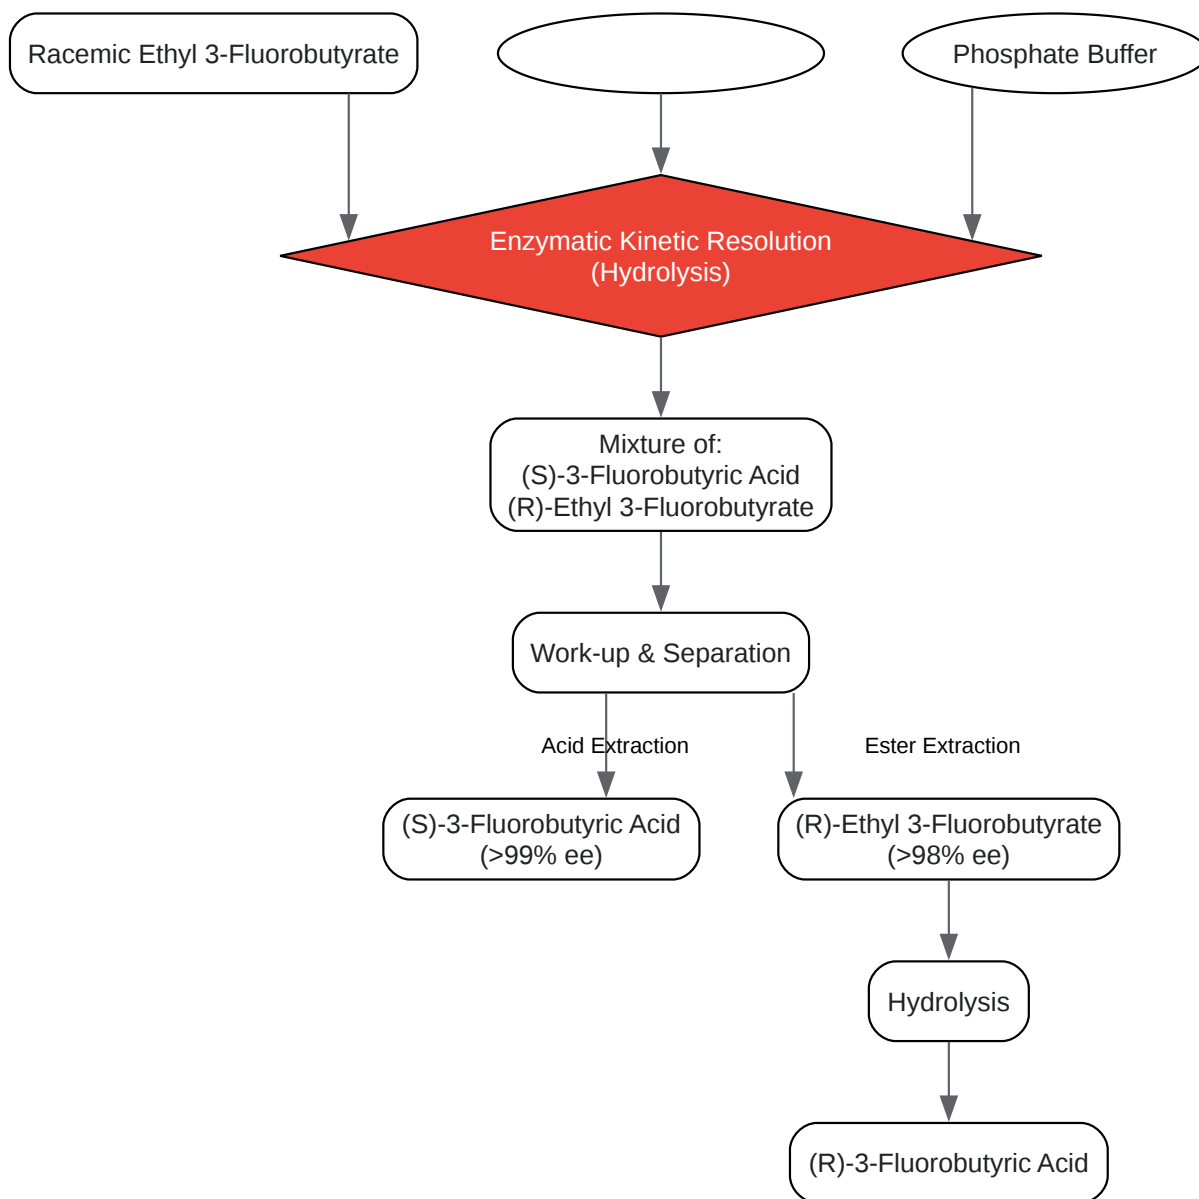 Racemic Ethyl 3-Fluorobutyrate
Phosphate Buffer
Enzymatic Kinetic Resolution
(Hydrolysis)
Mixture of:
(S)-3-Fluorobutyric Acid
(R)-Ethyl 3-Fluorobutyrate
Work-up & Separation
Acid Extraction
Ester Extraction
(S)-3-Fluorobutyric Acid
(>99% ee)
(R)-Ethyl 3-Fluorobutyrate
(>98% ee)
Hydrolysis
(R)-3-Fluorobutyric Acid